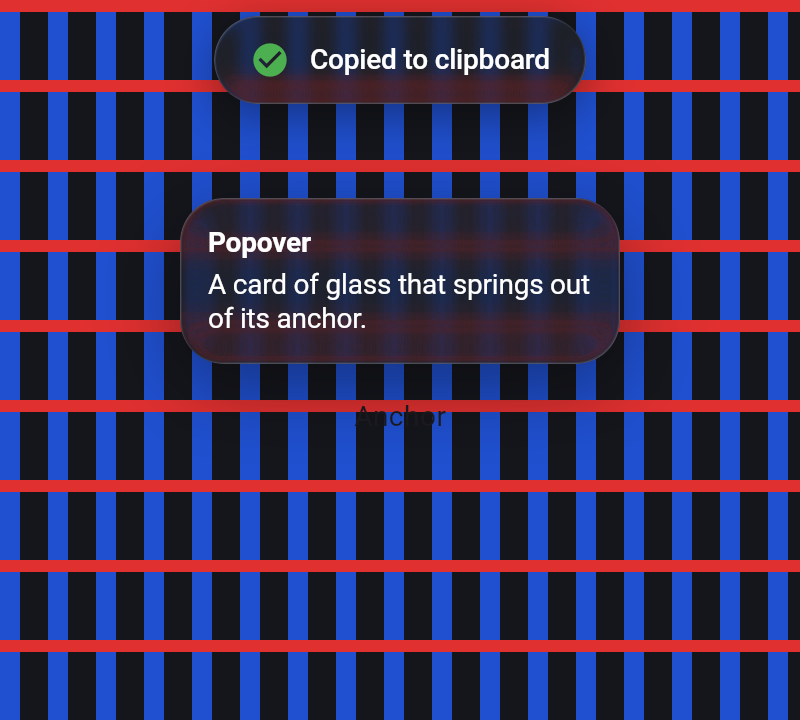 Copied to clipboard
Popover
A card of glass that springs out
of its anchor.
Anchor